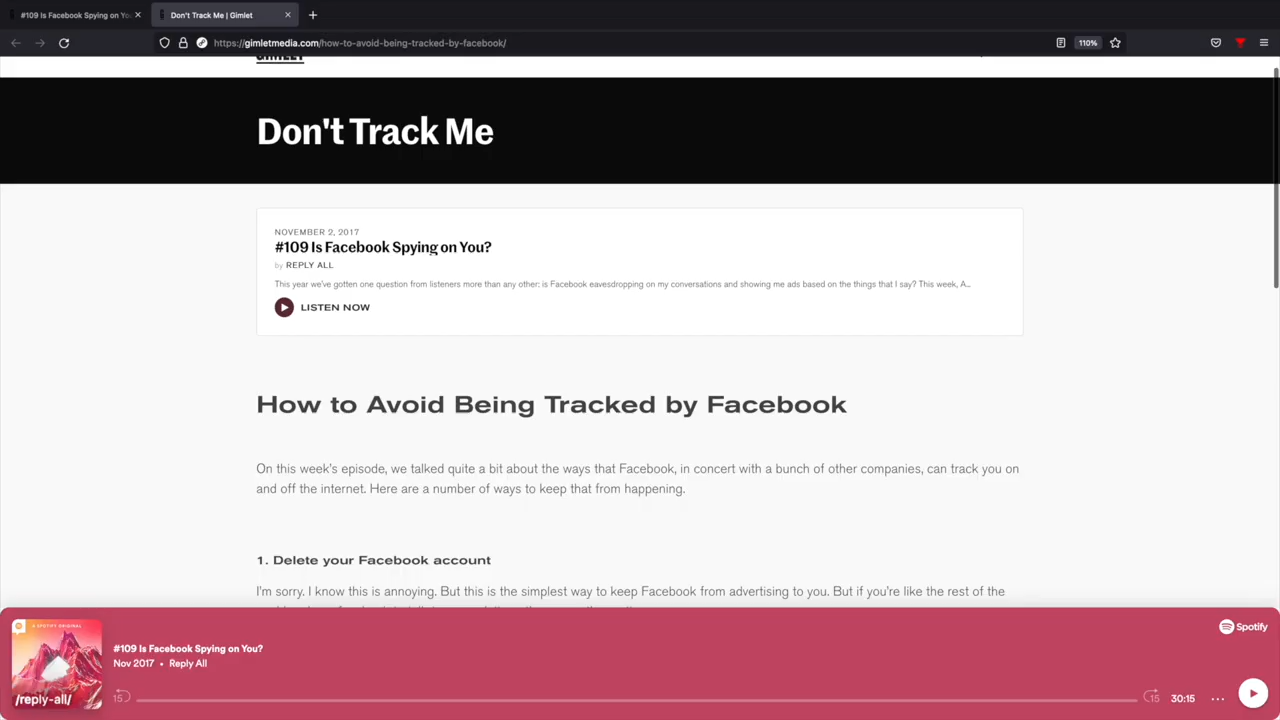 #109 Is Facebook Spying on Yo
Don't Track Me | Gimlet
https://gimletmedia.com/how-to-avoid-being-tracked-by-facebook/
110%
GIMLET
Don't Track Me
NOVEMBER 2, 2017
#109 Is Facebook Spying on You?
by REPLY ALL
This year we've gotten one question from listeners more than any other: is Facebook eavesdropping on my conversations and showing me ads based on the things that I say? This week, A...
LISTEN NOW
How to Avoid Being Tracked by Facebook
On this week's episode, we talked quite a bit about the ways that Facebook, in concert with a bunch of other companies, can track you on
and off the internet. Here are a number of ways to keep that from happening.
1. Delete your Facebook account
I'm sorry. I know this is annoying. But this is the simplest way to keep Facebook from advertising to you. But if you're like the rest of the
A SPOTIFY ORIGINAL
/reply-all/
#109 Is Facebook Spying on You?
Nov 2017 • Reply All
Spotify
15
15
30:15